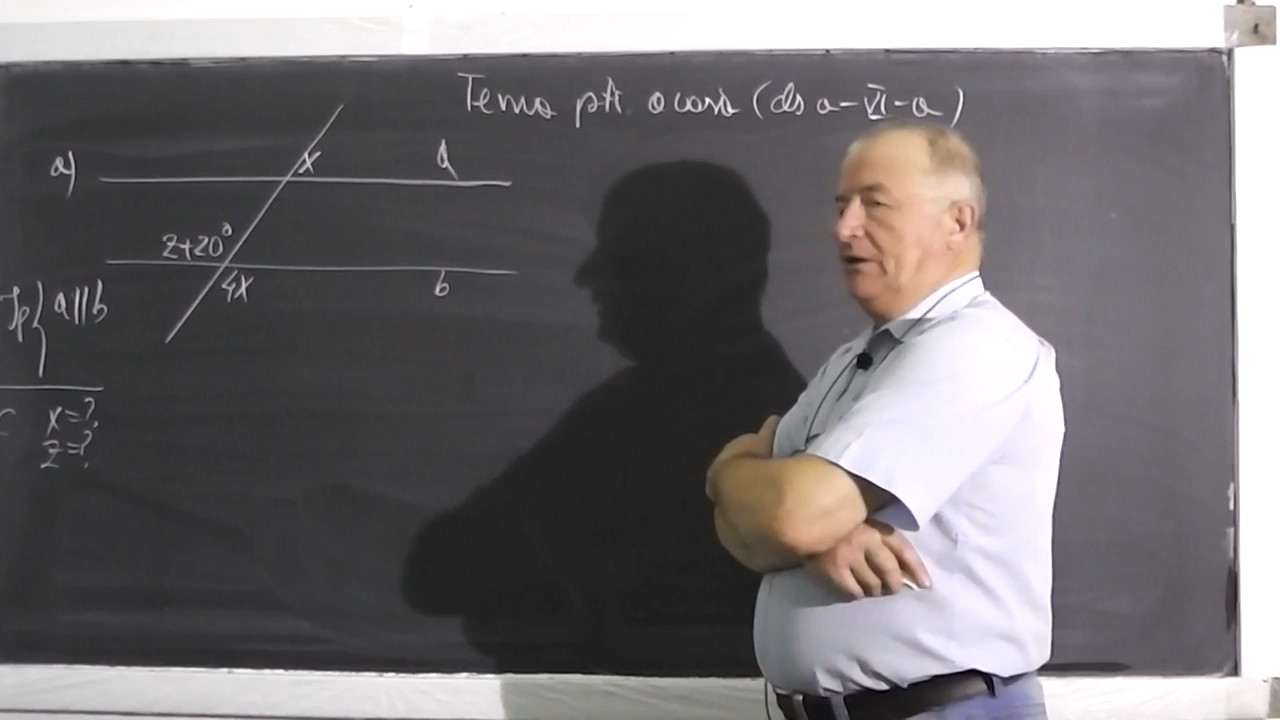 Tema pt acasă (cls a-VI-a)
a)
x
a
z+20°
4x
b
Ip{ a||b
x=?
z=?